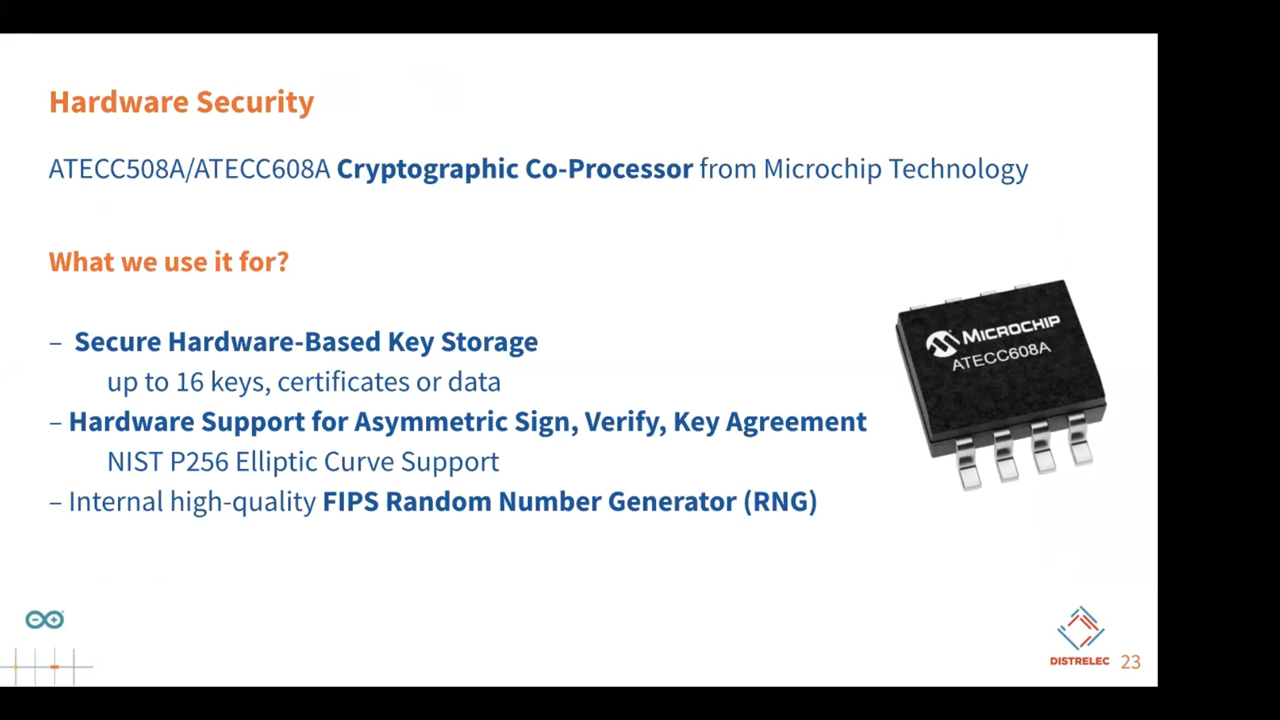 Hardware Security
ATECC508A/ATECC608A Cryptographic Co-Processor from Microchip Technology
What we use it for?
– Secure Hardware-Based Key Storage
up to 16 keys, certificates or data
– Hardware Support for Asymmetric Sign, Verify, Key Agreement
NIST P256 Elliptic Curve Support
– Internal high-quality FIPS Random Number Generator (RNG)
MICROCHIP
ATECC608A
DISTRELEC
23